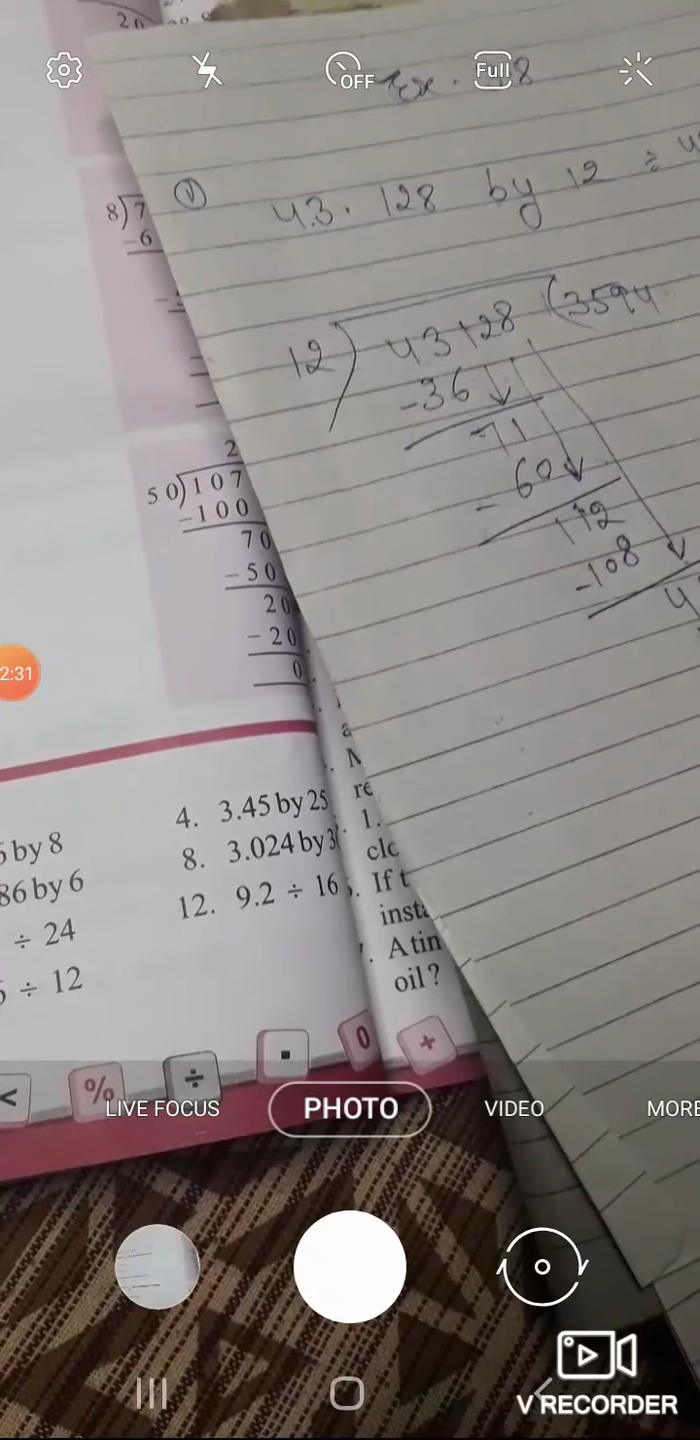 20
OFF
Full
Ex. 8
8)7
-6
①
43.128 by 12 ÷ 4
12) 43128 (3594
-36
71
- 60
112
-108
4
2
50)107
-100
70
-50
20
-20
0
2:31
by 8
4. 3.45 by 25
86 by 6
8. 3.024 by 3
÷ 24
12. 9.2 ÷ 16
÷ 12
1.
If
A tin
oil?
<
%
÷
0
+
LIVE FOCUS
PHOTO
VIDEO
MORE
V RECORDER